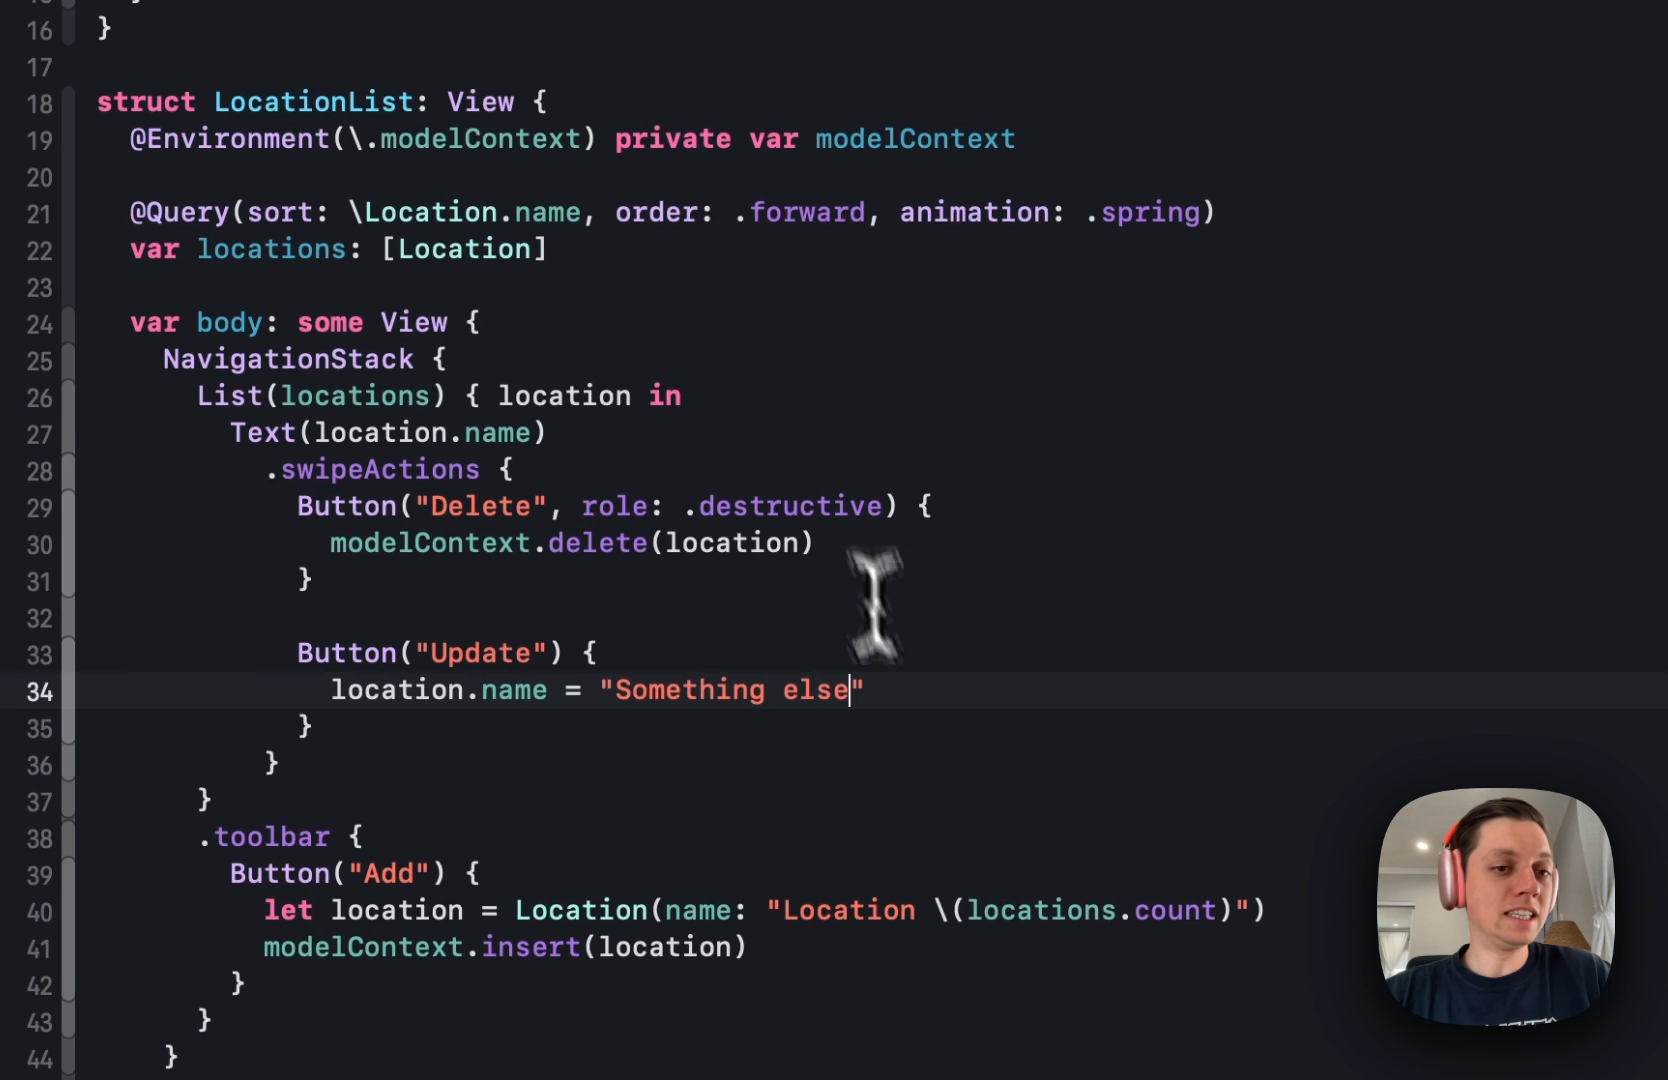 16 }
17
18 struct LocationList: View {
19 @Environment(\.modelContext) private var modelContext
20
21 @Query(sort: \Location.name, order: .forward, animation: .spring)
22 var locations: [Location]
23
24 var body: some View {
25 NavigationStack {
26 List(locations) { location in
27 Text(location.name)
28 .swipeActions {
29 Button("Delete", role: .destructive) {
30 modelContext.delete(location)
31 }
32
33 Button("Update") {
34 location.name = "Something else"
35 }
36 }
37 }
38 .toolbar {
39 Button("Add") {
40 let location = Location(name: "Location \(locations.count)")
41 modelContext.insert(location)
42 }
43 }
44 }